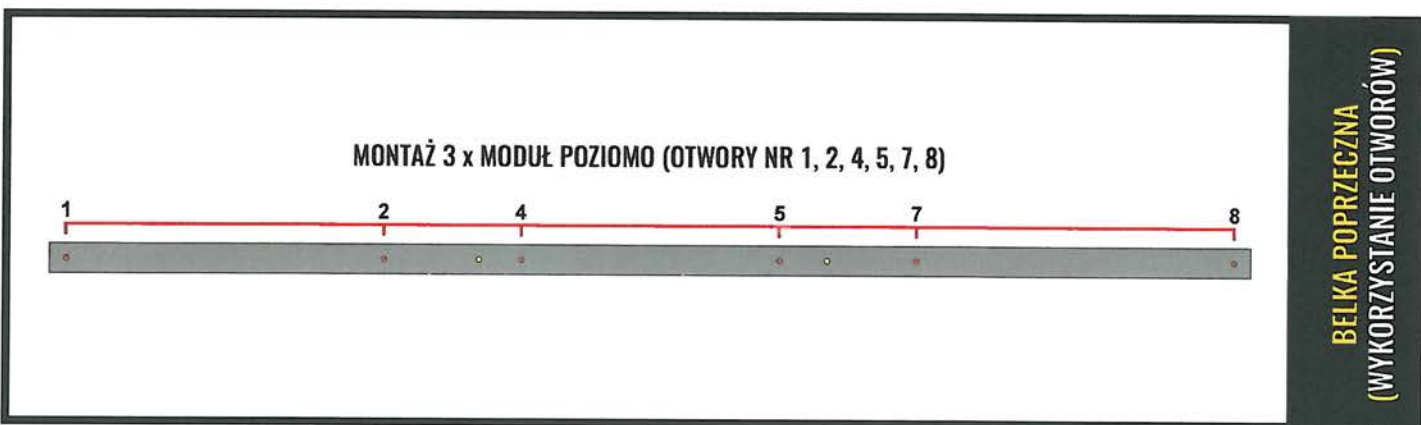 MONTAŻ 3 x MODUŁ POZIOMO (OTWORY NR 1, 2, 4, 5, 7, 8)
1 2 4 5 7 8
BELKA POPRZECZNA
(WYKORZYSTANIE OTWORÓW)